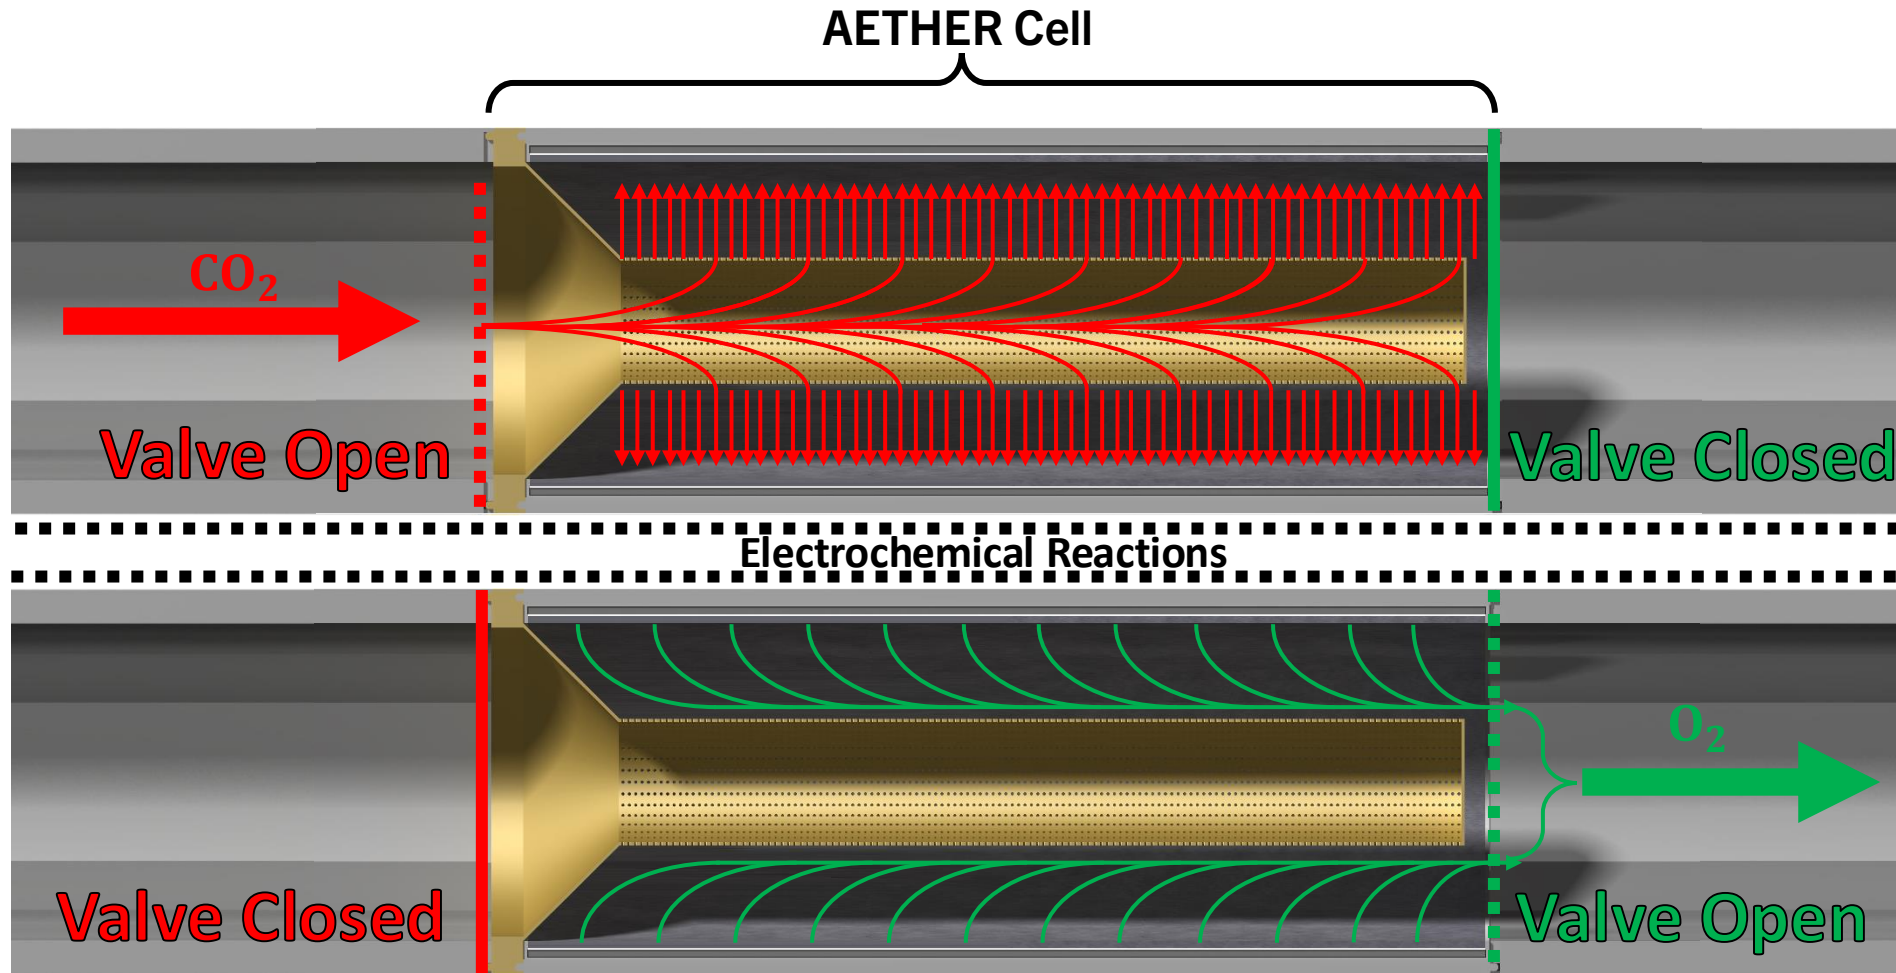 AETHER Cell
CO₂
Valve Open
Valve Closed
Electrochemical Reactions
O₂
Valve Closed
Valve Open